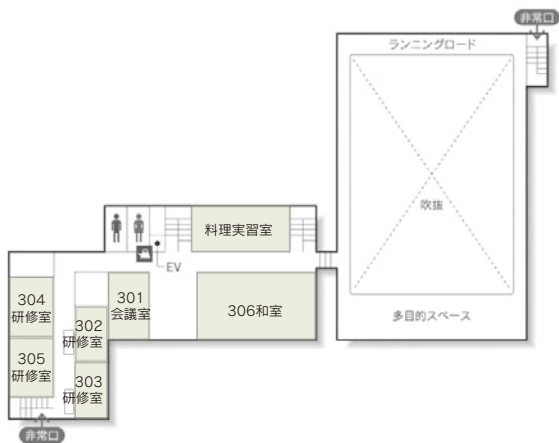 非常口
ランニングロード
吹抜
多目的スペース
料理実習室
EV
301
会議室
306和室
304
研修室
302
研修室
305
研修室
303
研修室
非常口